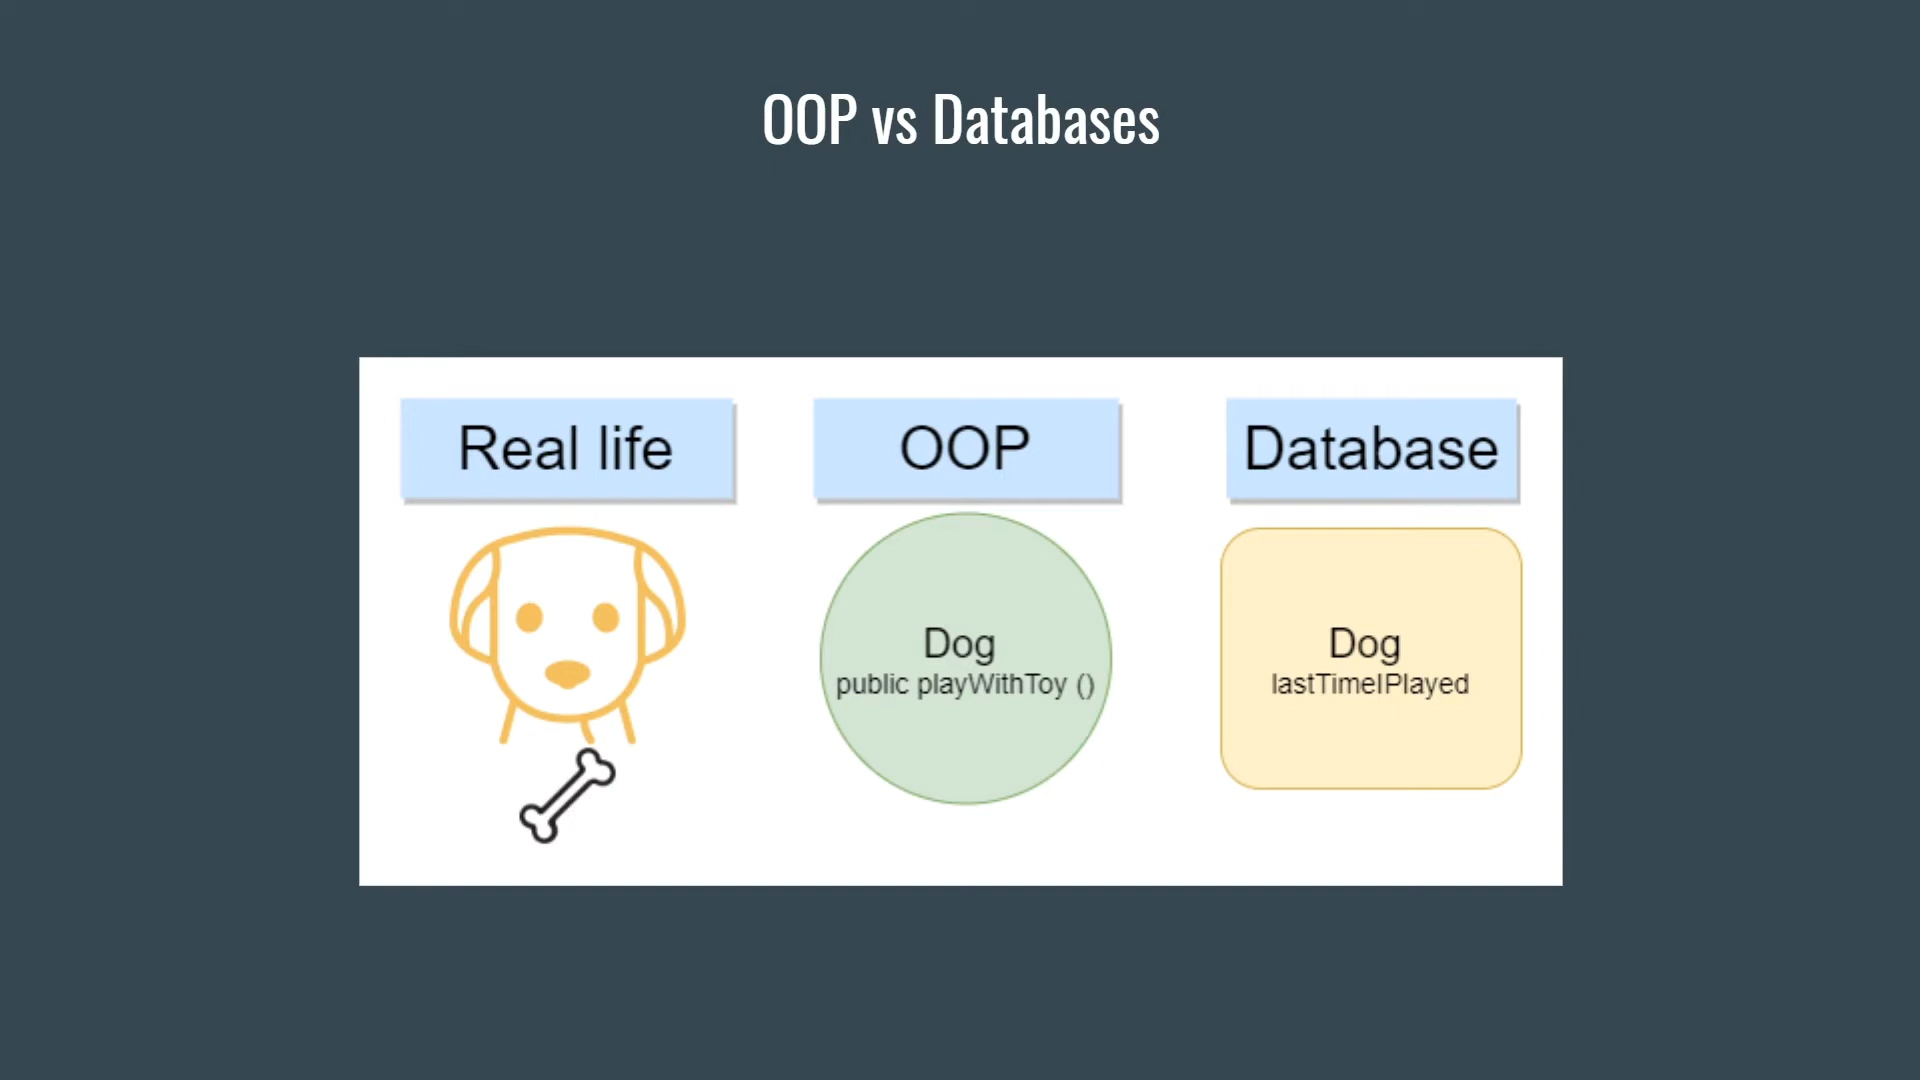 OOP vs Databases
Real life
OOP
Database
Dog
public playWithToy ()
Dog
lastTimeIPlayed